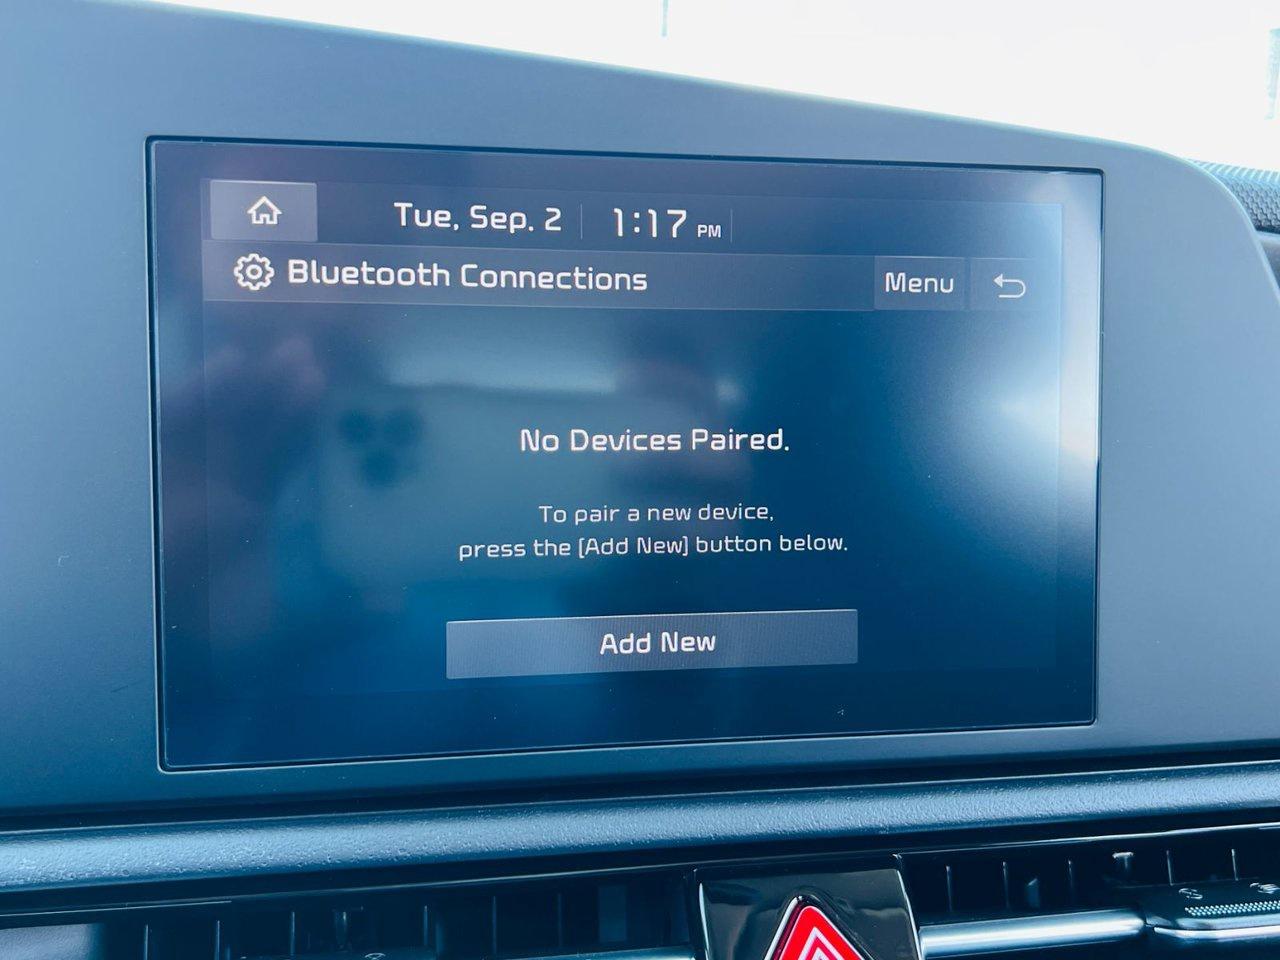 Tue, Sep. 2 1:17 PM
Bluetooth Connections Menu
No Devices Paired.
To pair a new device,
press the [Add New] button below.
Add New